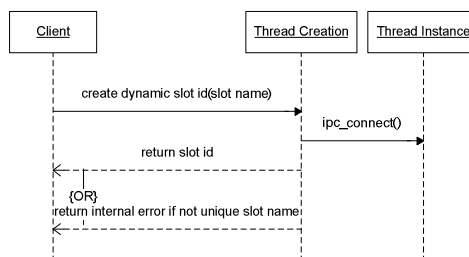 Client
Thread Creation
Thread Instance
create dynamic slot id(slot name)
ipc_connect()
return slot id
{OR}
return internal error if not unique slot name